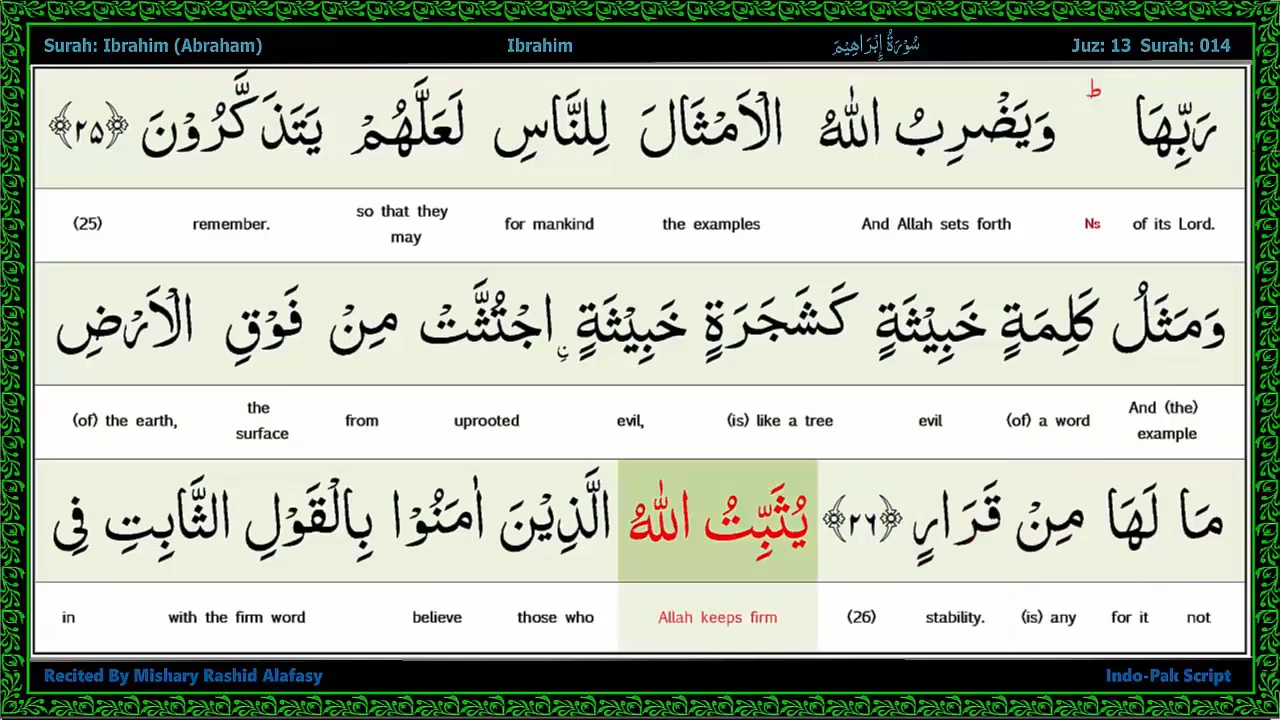 Surah: Ibrahim (Abraham) Ibrahim سُوْرَةُ إِبْرَاهِيمَ Juz: 13 Surah: 014
رَبِّهَا ؕ وَيَضْرِبُ اللّٰهُ الْاَمْثَالَ لِلنَّاسِ لَعَلَّهُمْ يَتَذَكَّرُوْنَ ﴿۲۵﴾
of its Lord. Ns And Allah sets forth the examples for mankind so that they may remember. (25)
وَمَثَلُ كَلِمَةٍ خَبِيْثَةٍ كَشَجَرَةٍ خَبِيْثَةِ ۨ اجْتُثَّتْ مِنْ فَوْقِ الْاَرْضِ
And (the) example (of) a word evil (is) like a tree evil, uprooted from the surface (of) the earth,
مَا لَهَا مِنْ قَرَارٍ ﴿۲۶﴾ يُثَبِّتُ اللّٰهُ الَّذِيْنَ اٰمَنُوْا بِالْقَوْلِ الثَّابِتِ فِى
not for it (is) any stability. (26) Allah keeps firm those who believe with the firm word in
Recited By Mishary Rashid Alafasy Indo-Pak Script